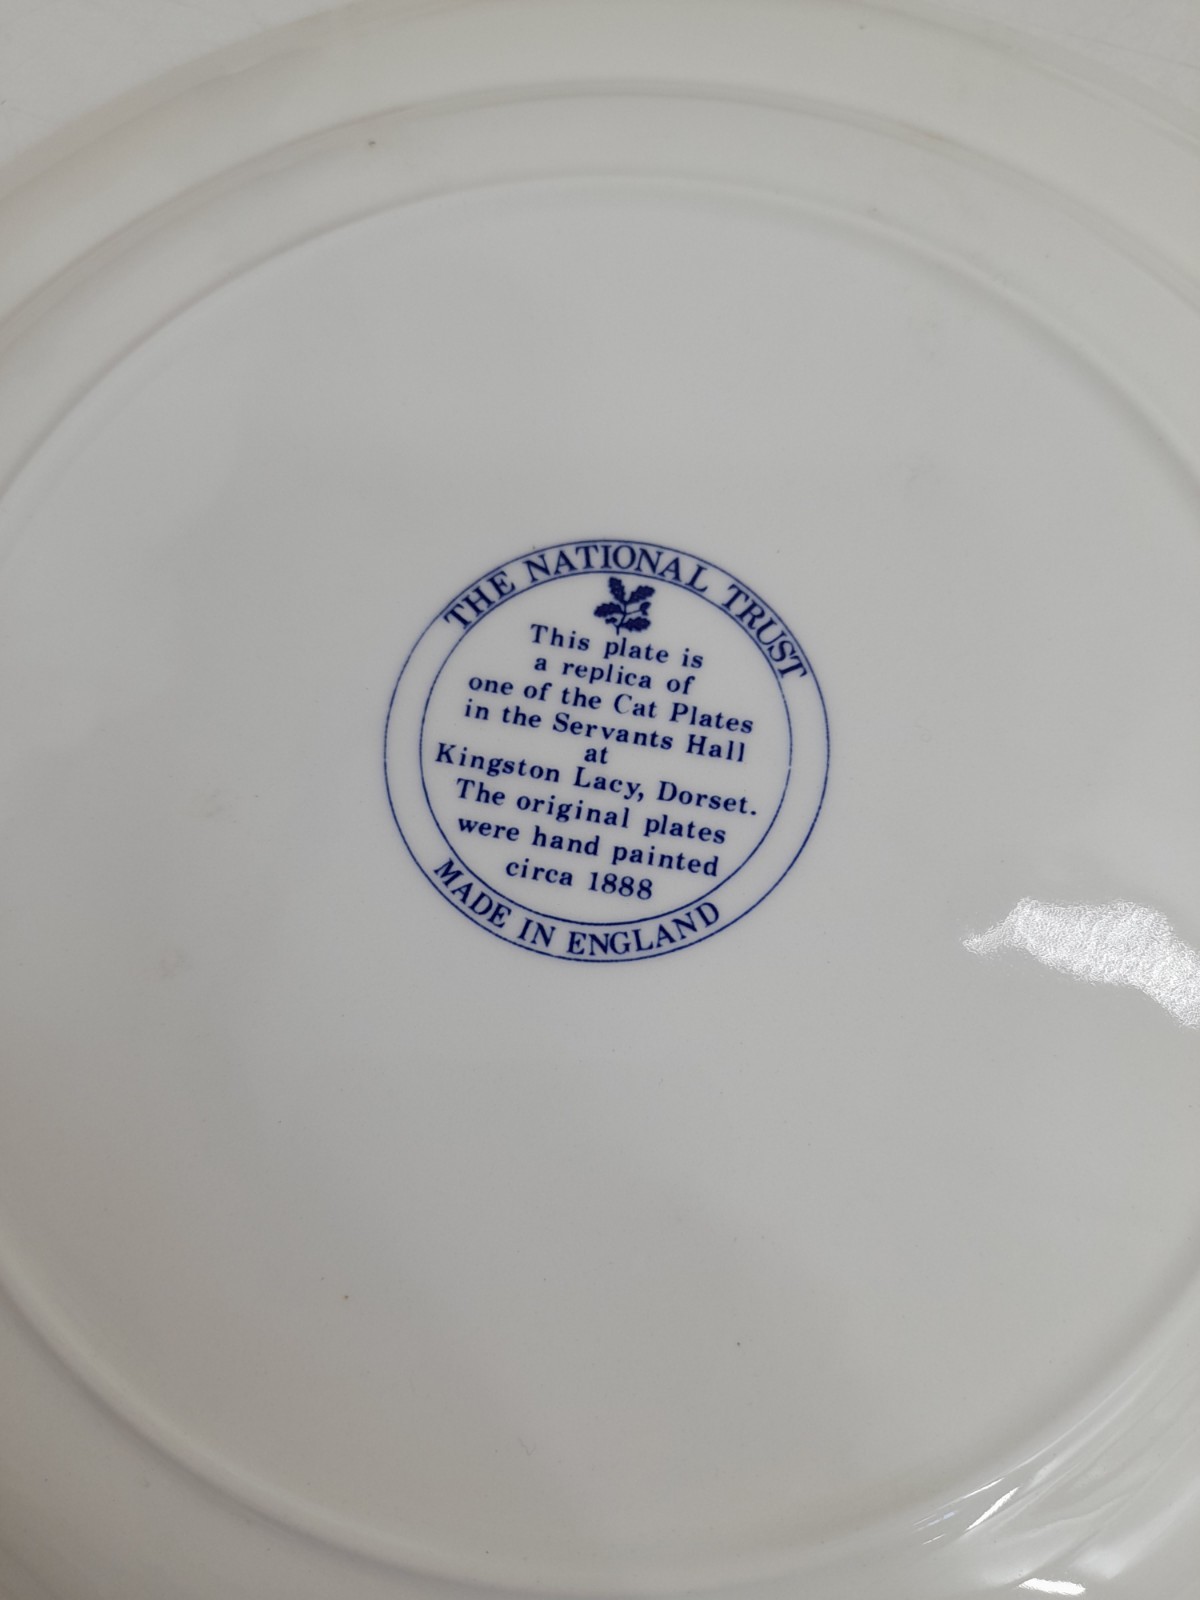 THE NATIONAL TRUST
This plate is
a replica of
one of the Cat Plates
in the Servants Hall
at
Kingston Lacy, Dorset.
The original plates
were hand painted
circa 1888
MADE IN ENGLAND